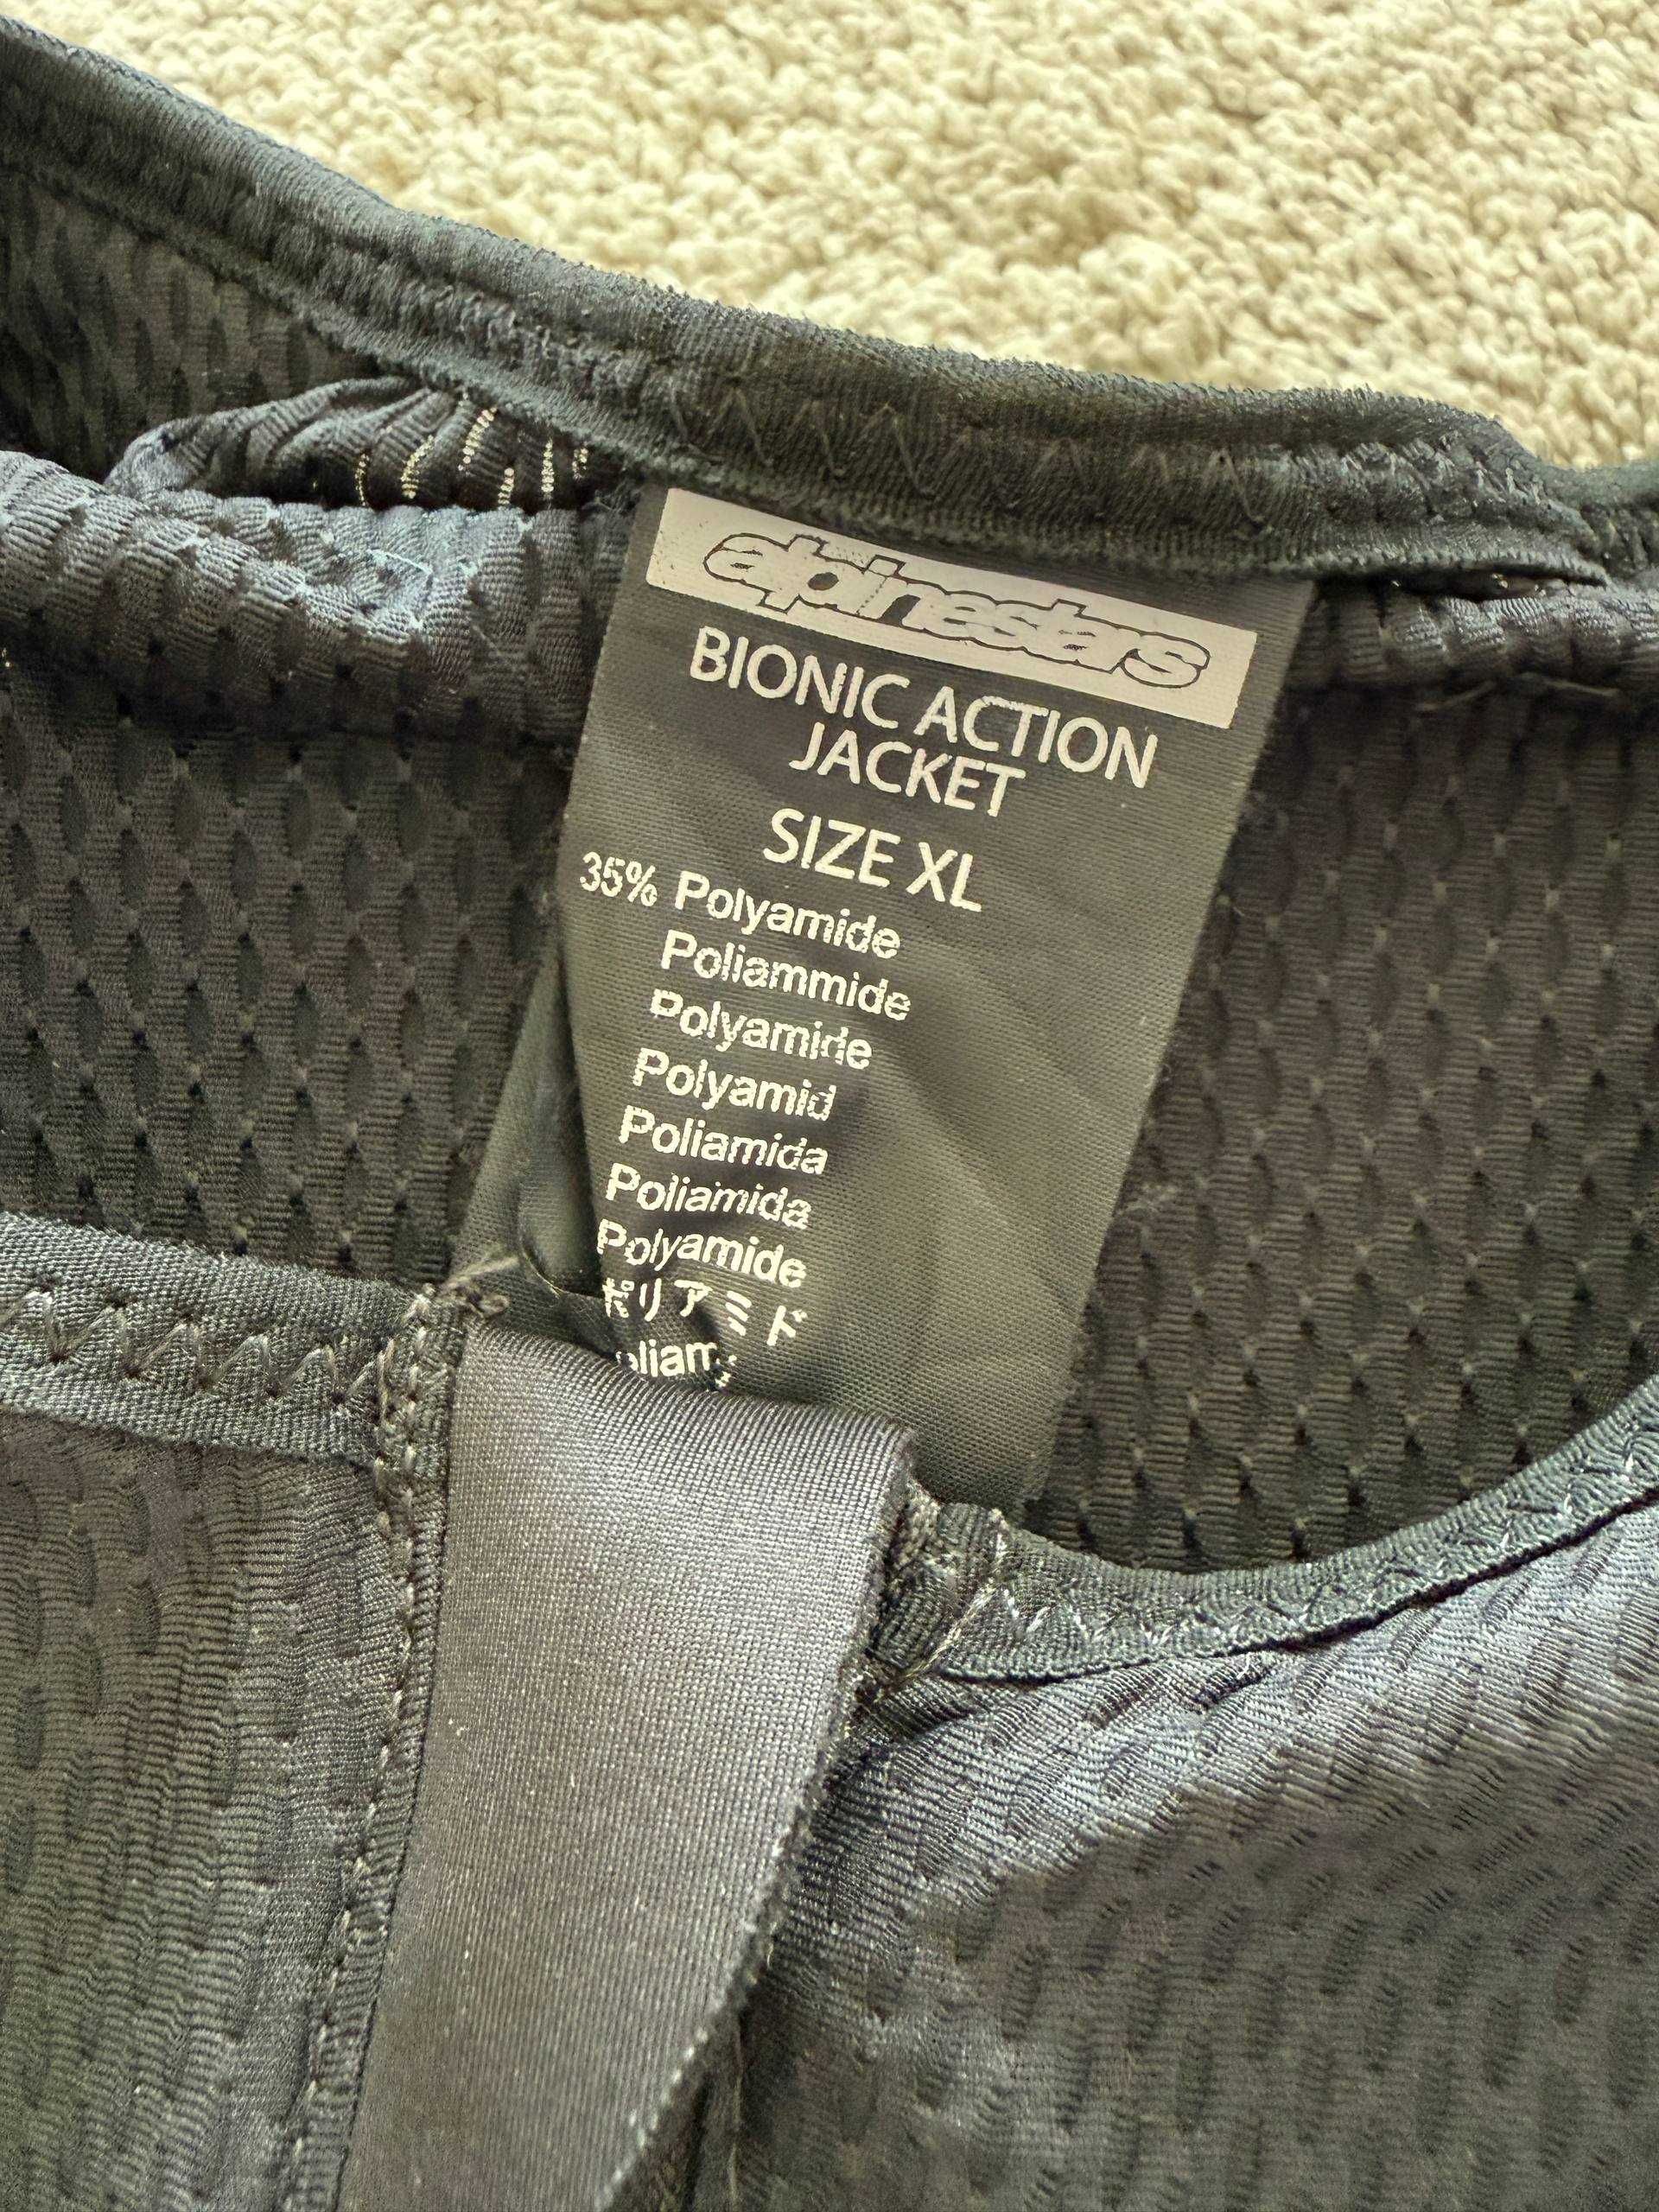 alpinestars
BIONIC ACTION
JACKET
SIZE XL
35% Polyamide
Poliammide
Polyamide
Polyamid
Poliamida
Poliamida
Polyamide
ポリアミド